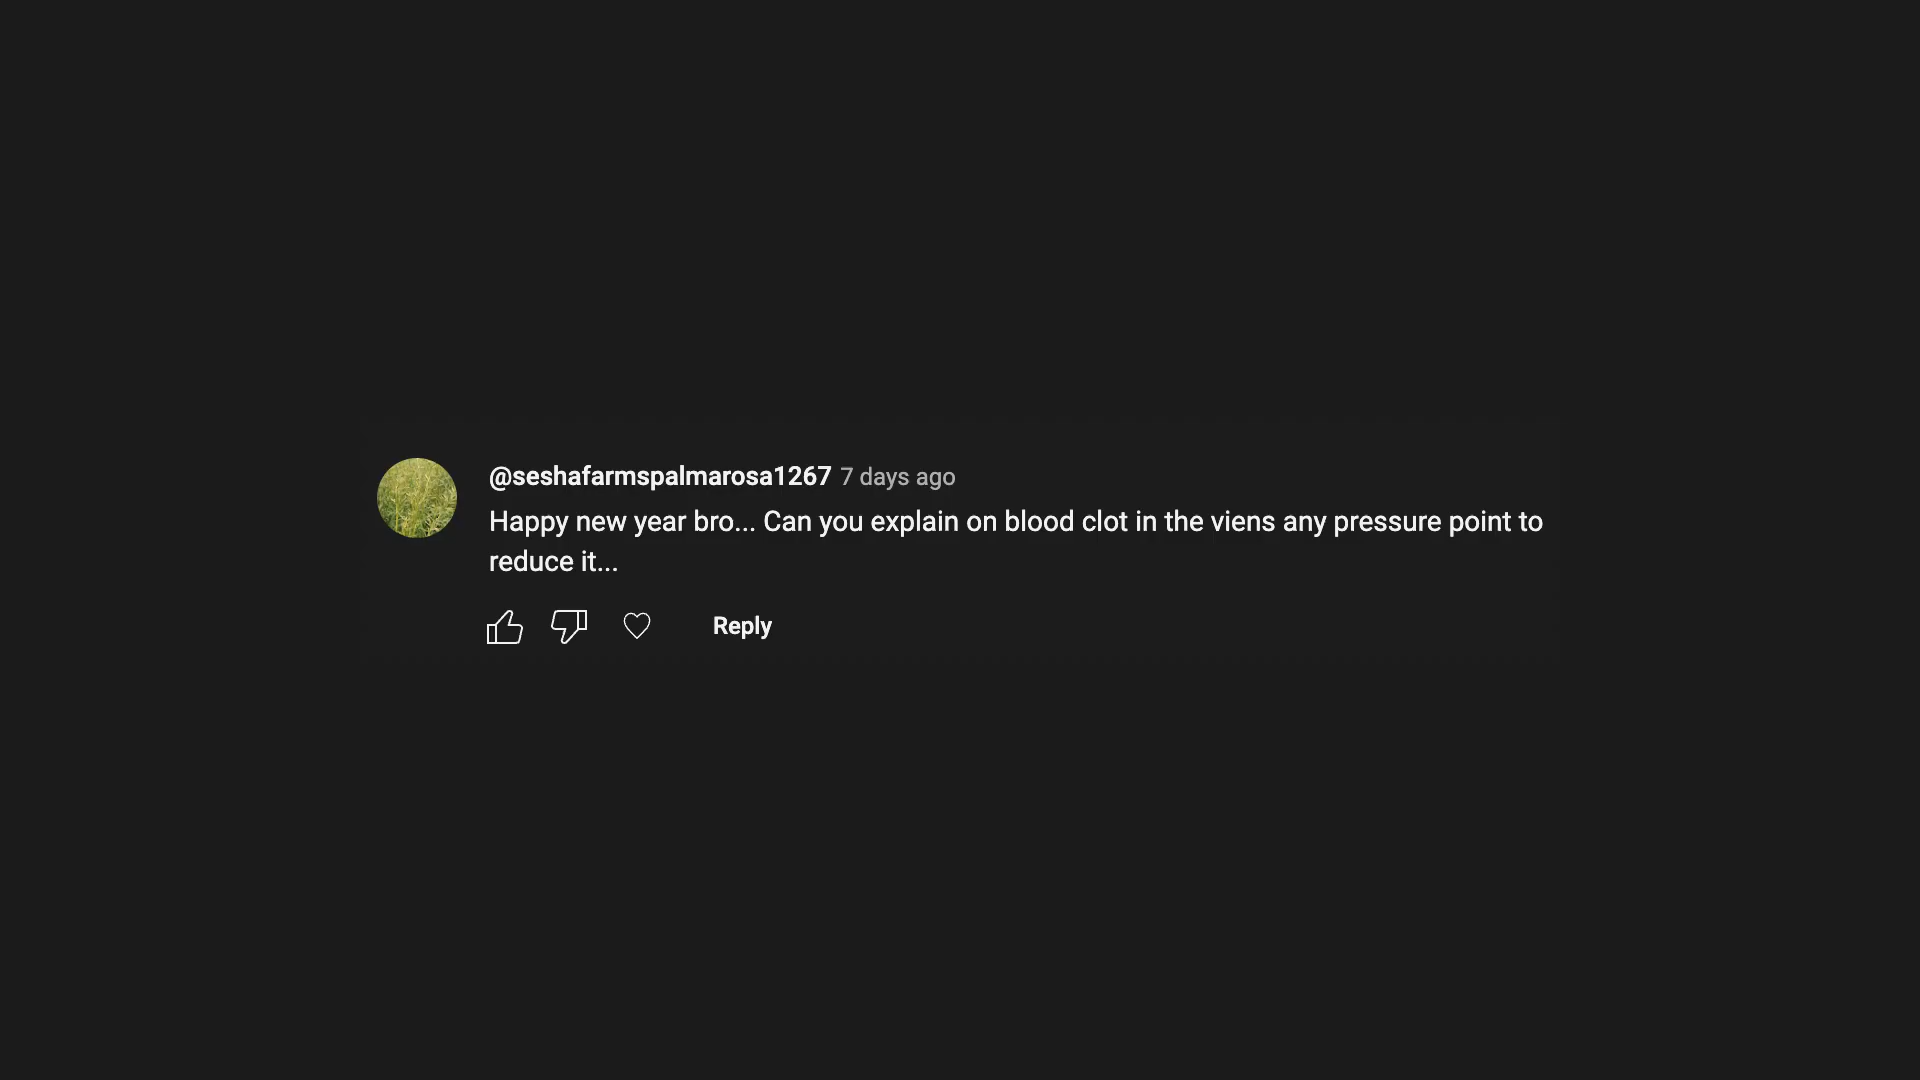 @seshafarmspalmarosa1267 7 days ago
Happy new year bro... Can you explain on blood clot in the viens any pressure point to
reduce it...
Reply